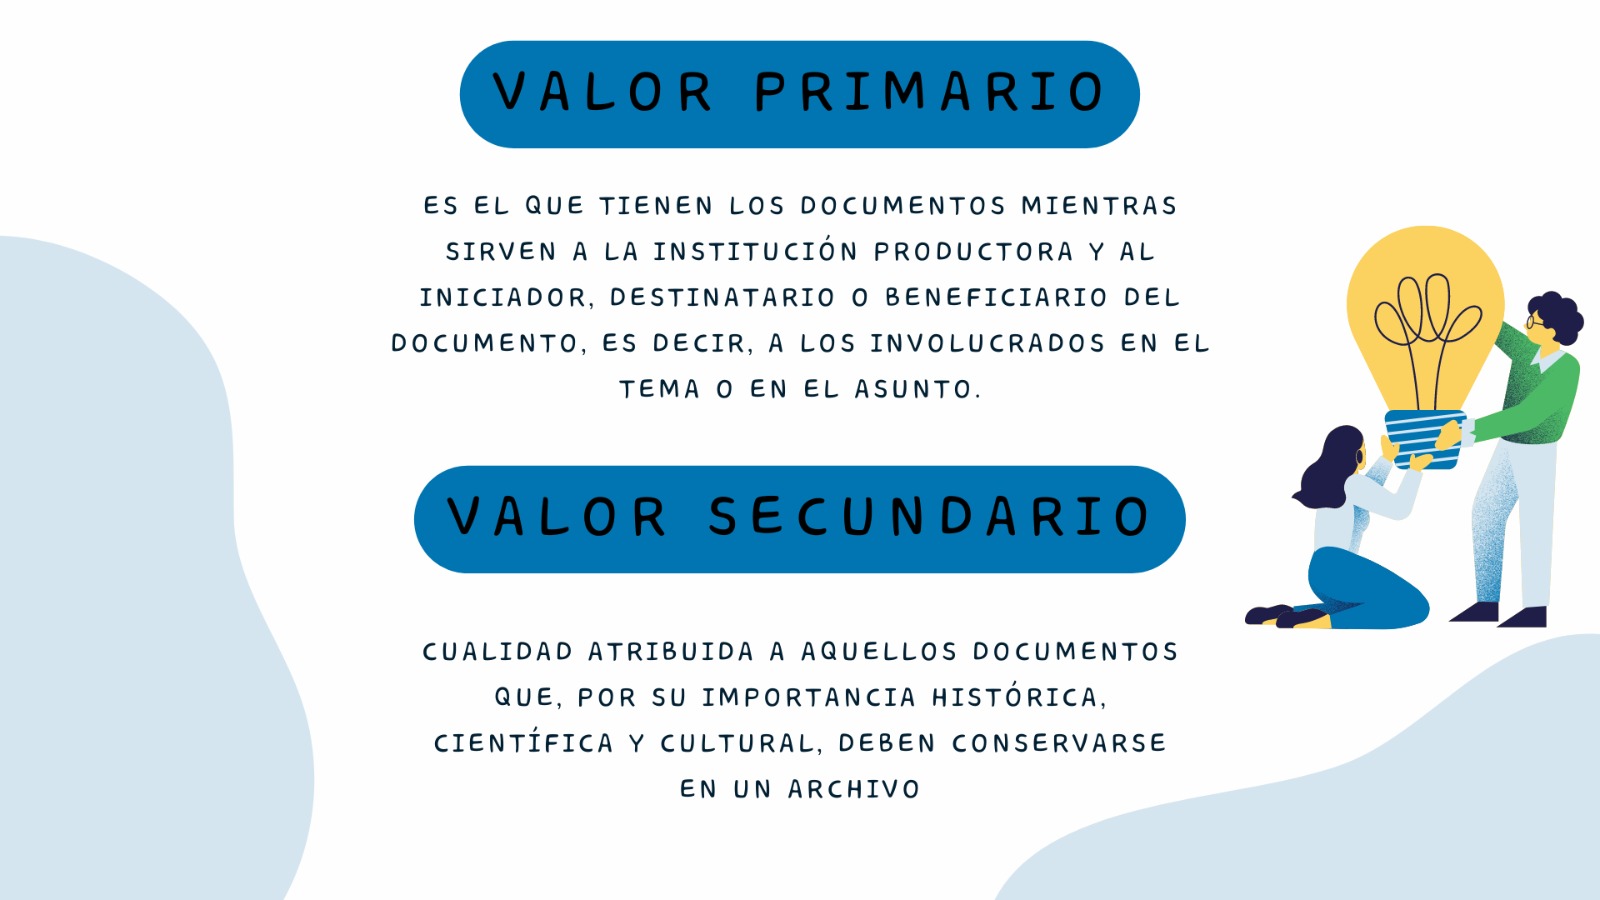 VALOR PRIMARIO
ES EL QUE TIENEN LOS DOCUMENTOS MIENTRAS
SIRVEN A LA INSTITUCIÓN PRODUCTORA Y AL
INICIADOR, DESTINATARIO O BENEFICIARIO DEL
DOCUMENTO, ES DECIR, A LOS INVOLUCRADOS EN EL
TEMA O EN EL ASUNTO.
VALOR SECUNDARIO
CUALIDAD ATRIBUIDA A AQUELLOS DOCUMENTOS
QUE, POR SU IMPORTANCIA HISTÓRICA,
CIENTÍFICA Y CULTURAL, DEBEN CONSERVARSE
EN UN ARCHIVO